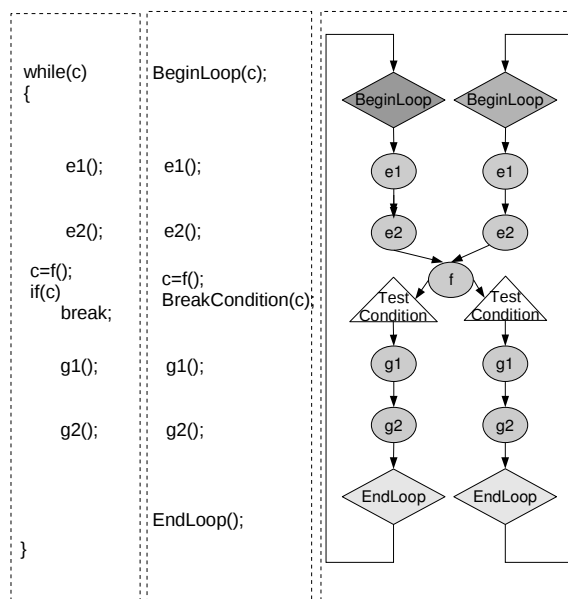 while(c)
{
e1();
e2();
c=f();
if(c)
break;
g1();
g2();
}
BeginLoop(c);
e1();
e2();
c=f();
BreakCondition(c);
g1();
g2();
EndLoop();
BeginLoop
BeginLoop
e1
e1
e2
e2
f
Test
Condition
Test
Condition
g1
g1
g2
g2
EndLoop
EndLoop